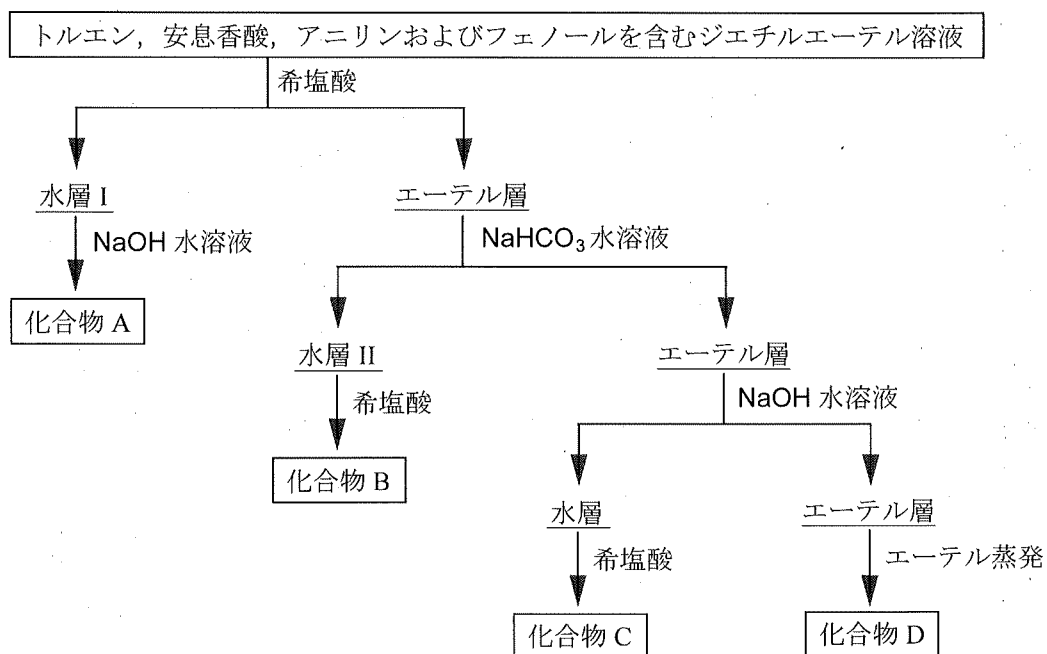 トルエン，安息香酸，アニリンおよびフェノールを含むジエチルエーテル溶液
希塩酸
水層 I
エーテル層
NaOH 水溶液
NaHCO₃ 水溶液
化合物 A
水層 II
エーテル層
希塩酸
NaOH 水溶液
化合物 B
水層
エーテル層
希塩酸
エーテル蒸発
化合物 C
化合物 D